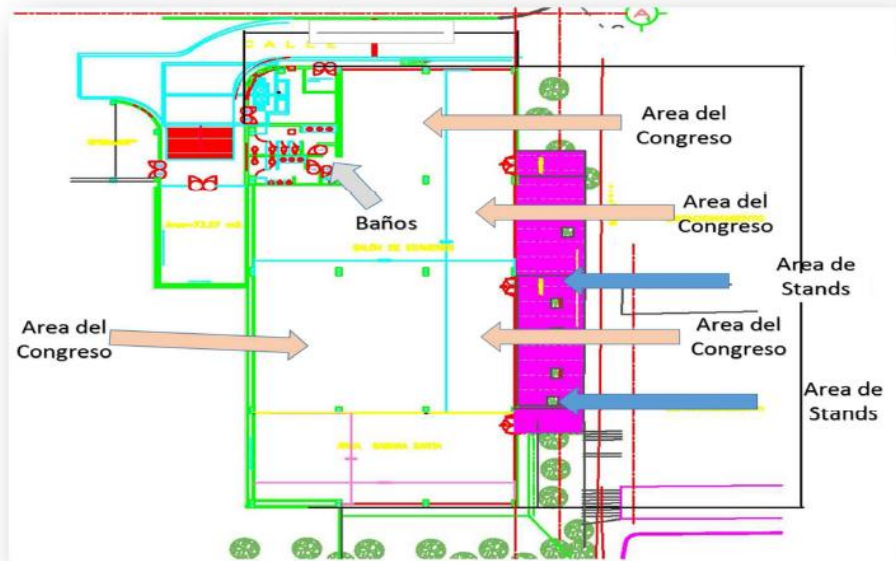 CALLE
A
Area del
Congreso
Area del
Congreso
Baños
Area de
Stands
Area del
Congreso
Area del
Congreso
Area de
Stands